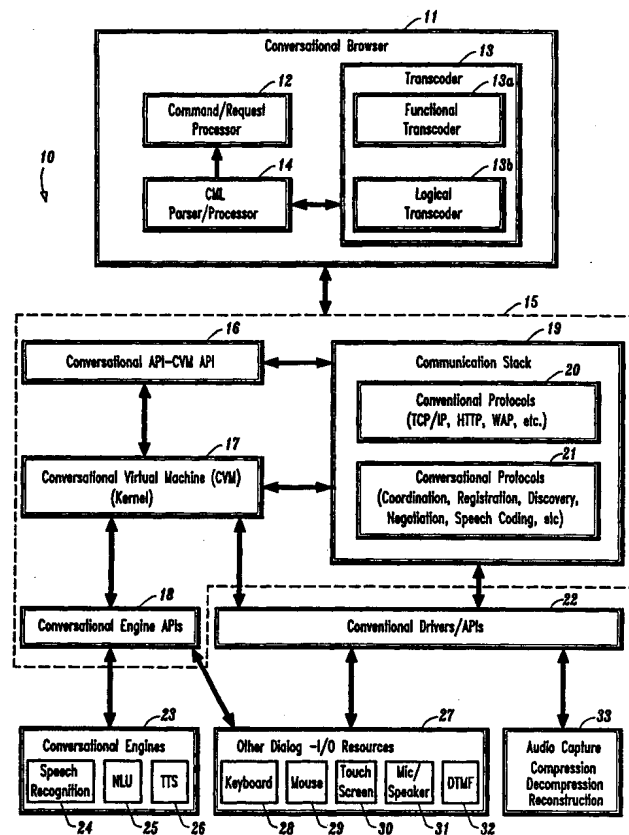 11
Conversational Browser
12
Command/Request
Processor
13
Transcoder
13a
Functional
Transcoder
10
14
CML
Parser/Processor
13b
Logical
Transcoder
15
16
Conversational API-CVM API
19
Communication Stack
20
Conventional Protocols
(TCP/IP, HTTP, WAP, etc.)
17
Conversational Virtual Machine (CVM)
(Kernel)
21
Conversational Protocols
(Coordination, Registration, Discovery,
Negotiation, Speech Coding, etc)
18
Conversational Engine APIs
22
Conventional Drivers/APIs
23
Conversational Engines
Speech
Recognition
NLU
TTS
24
25
26
27
Other Dialog -I/O Resources
Keyboard
Mouse
Touch
Screen
Mic/
Speaker
DTMF
28
29
30
31
32
33
Audio Capture
Compression
Decompression
Reconstruction